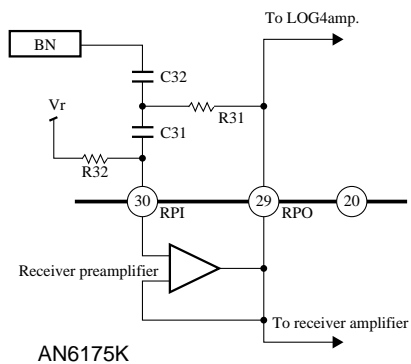 To LOG4amp.
BN
C32
Vr
R31
C31
R32
30
RPI
29
RPO
20
Receiver preamplifier
To receiver amplifier
AN6175K